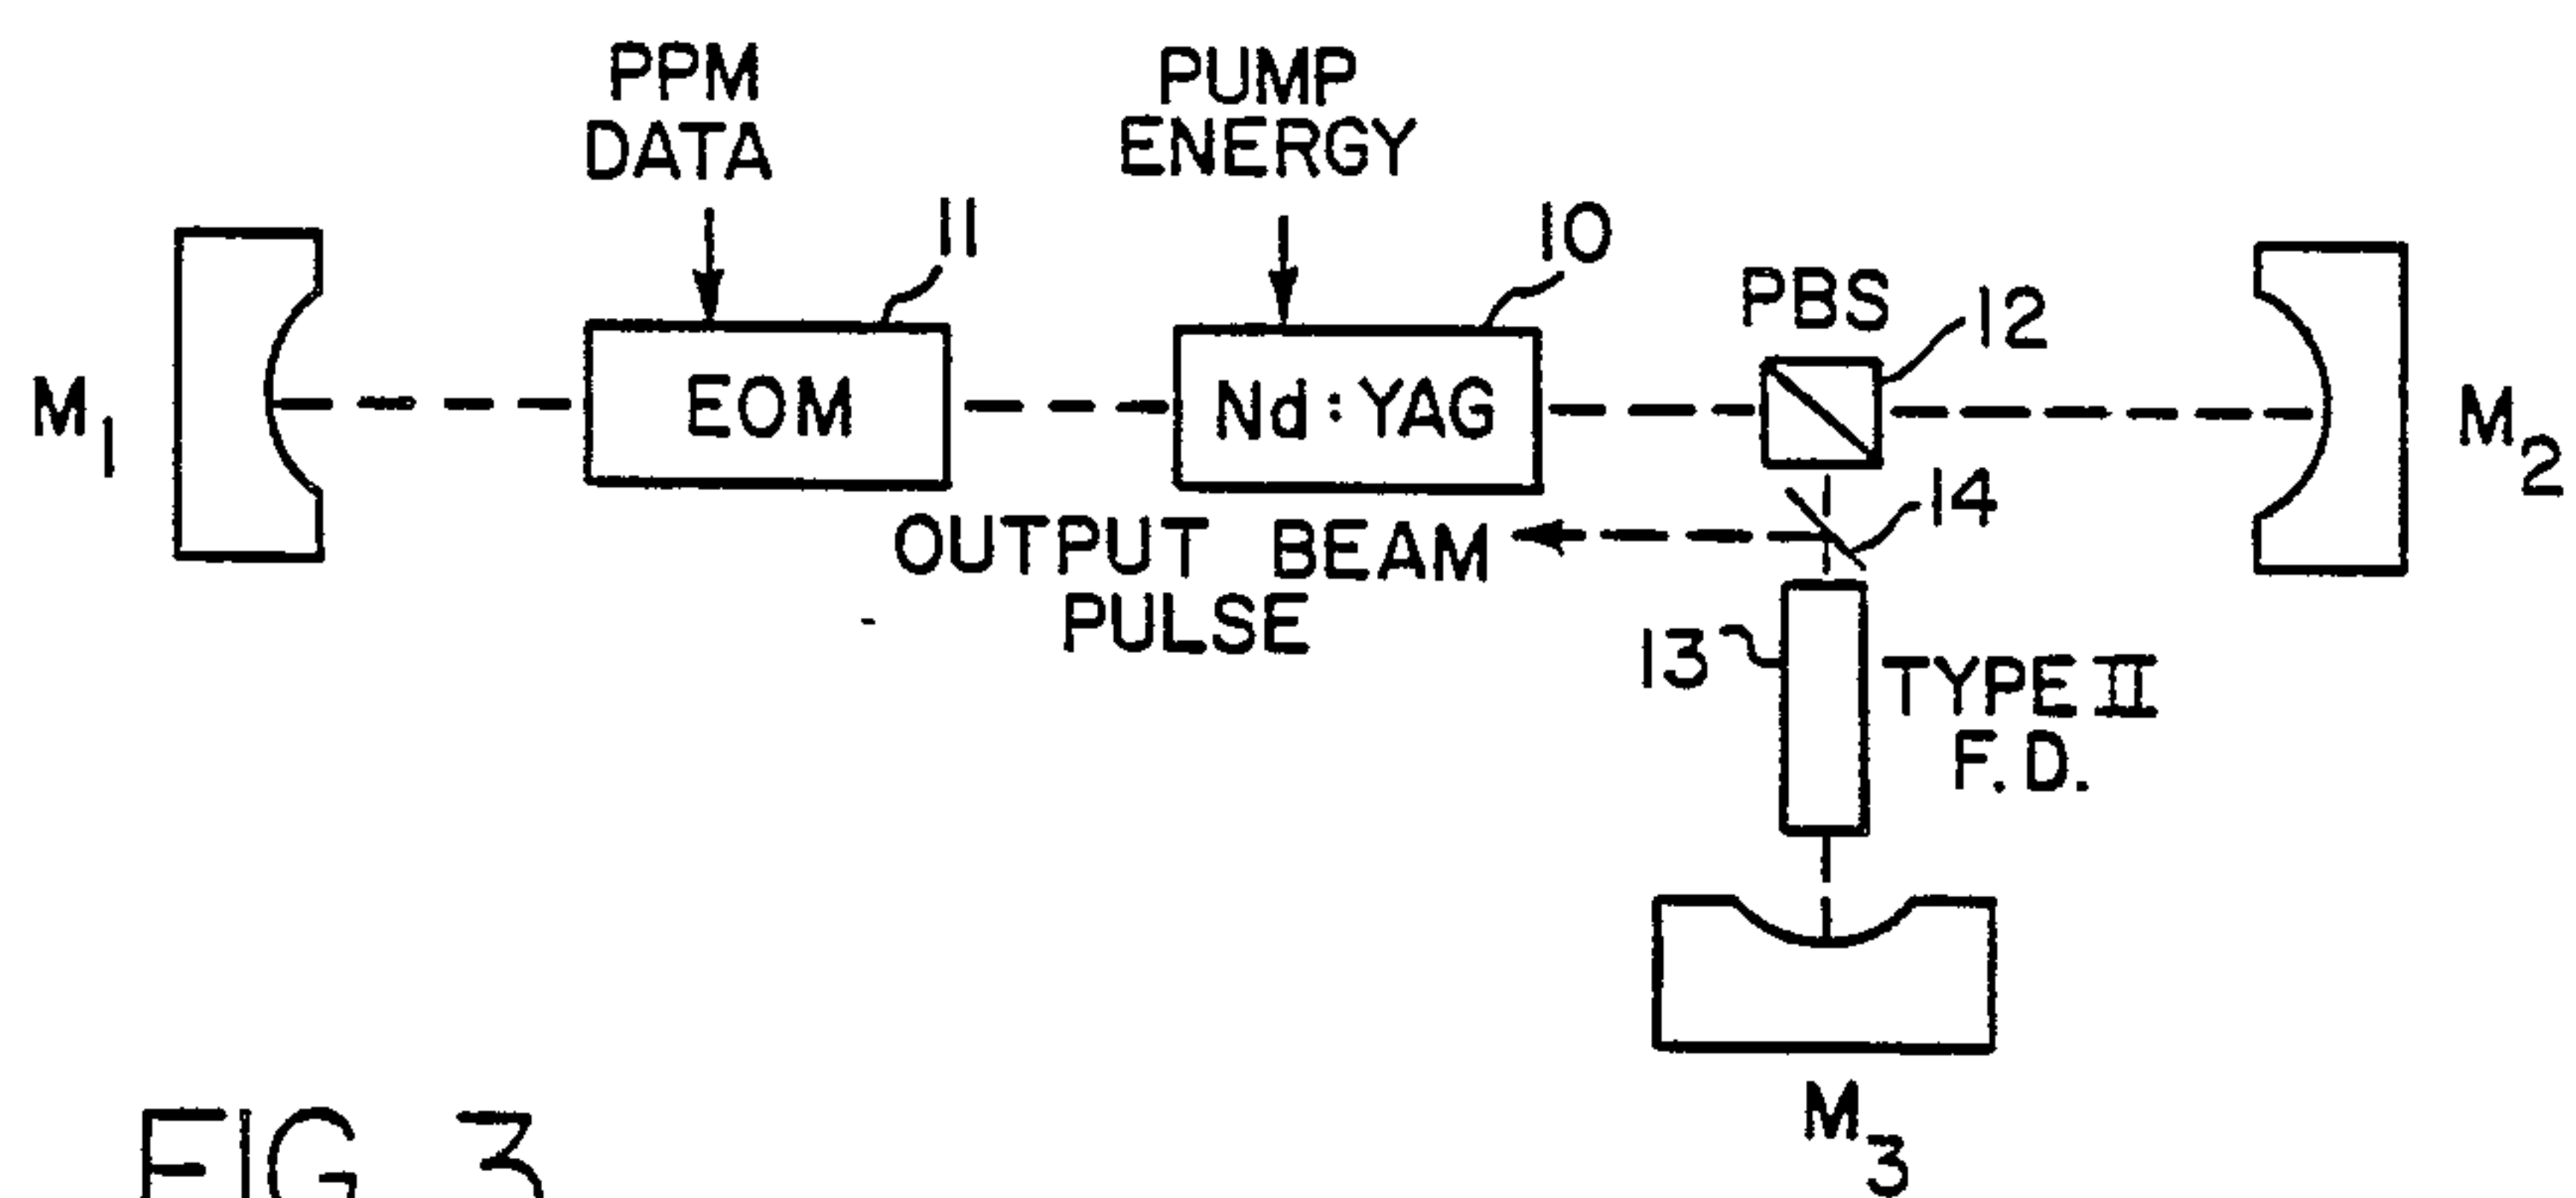 PPM
DATA
PUMP
ENERGY
11
10
PBS
12
M1
EOM
Nd:YAG
M2
14
OUTPUT BEAM
PULSE
13
TYPE II
F.D.
M3
FIG. 3